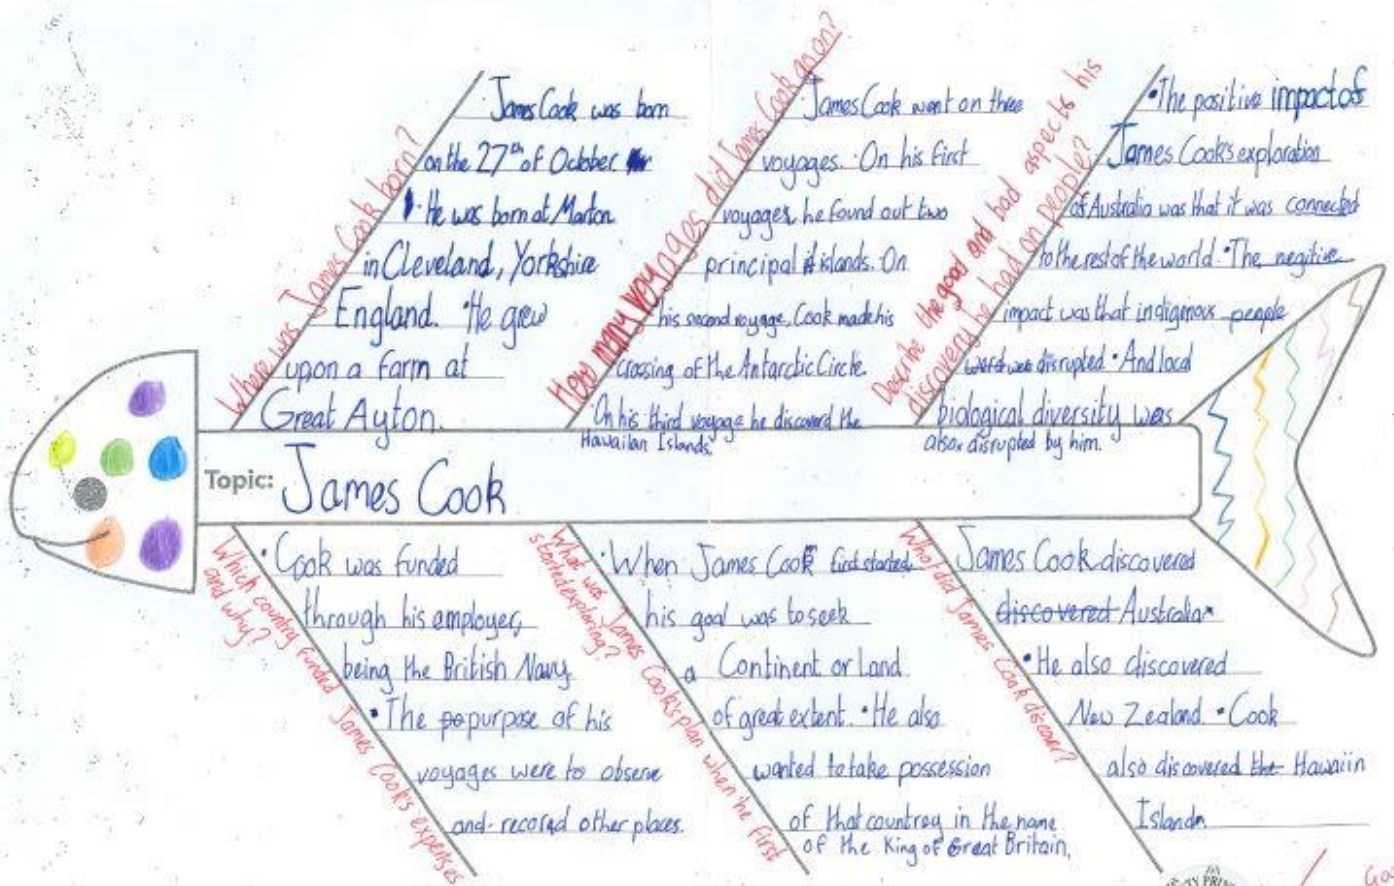 Where was James Cook born?
James Cook was born
on the 27th of October
• He was born at Marton
in Cleveland, Yorkshire
England. • He grew
upon a farm at
Great Ayton.
How many voyages did James Cook go on?
James Cook went on three
voyages. • On his first
voyages, he found out two
principal islands. On
his second voyage, Cook made his
crossing of the Antarctic Circle.
• On his third voyage he discoverd the
Hawaiian Islands.
Describe the good and bad aspects his
discovery he had on people?
• The positive impact of
James Cook's exploration
of Australia was that it was connected
to the rest of the world. • The negitive
impact was that indigenous people
were disrupted • And local
biological diversity was
also disrupted by him.
Topic: James Cook
Which country funded James Cook's expenses
and why?
• Cook was funded
through his employer,
being the British Navy
• The purpose of his
voyages were to observe
and record other places.
What was James Cook's plan when he first
started exploring?
• When James Cook first started
his goal was to seek
a Continent or Land
of great extent. • He also
wanted to take possession
of that countrey in the name
of the King of Great Britain,
What did James Cook discover?
James Cook discovered
discovered Australia
• He also discovered
New Zealand • Cook
also discovered the Hawaiin
Island